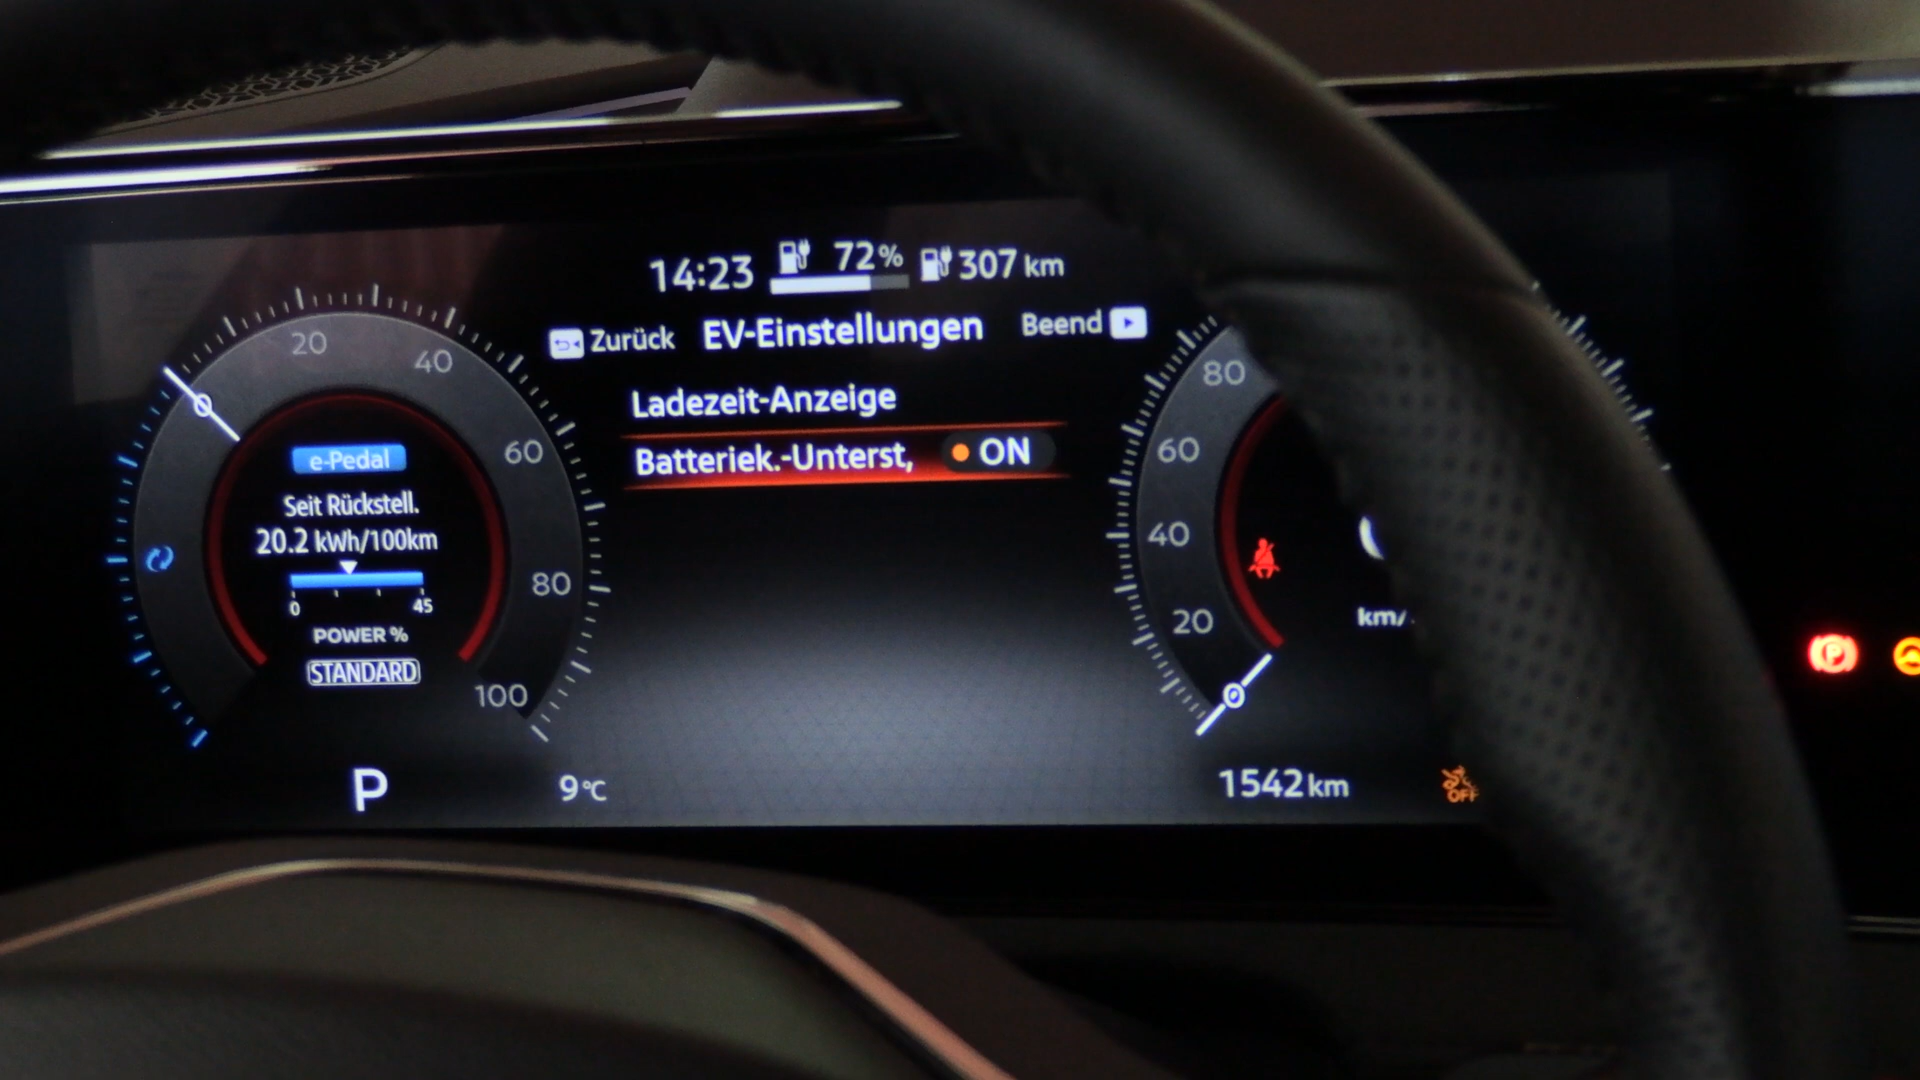 14:23 72% 307 km
Zurück EV-Einstellungen Beend
Ladezeit-Anzeige
Batteriek.-Unterst, ON
20
40
60
80
100
e-Pedal
Seit Rückstell.
20.2 kWh/100km
0 45
POWER %
STANDARD
P
9°C
80
60
40
20
0
km/
1542 km
OFF
P